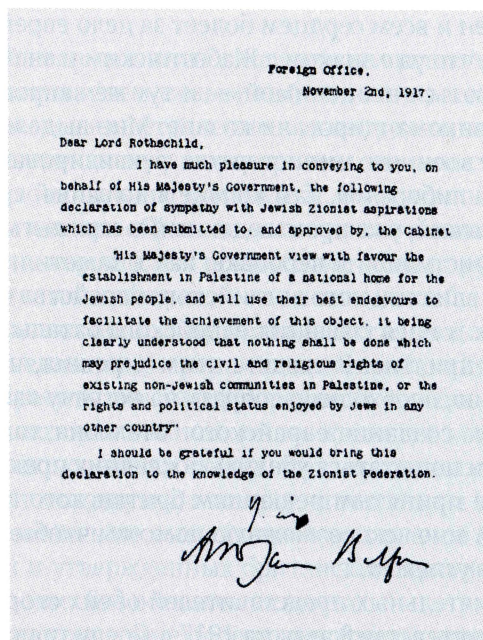 Foreign Office,
November 2nd, 1917.
Dear Lord Rothschild,
I have much pleasure in conveying to you, on
behalf of His Majesty's Government, the following
declaration of sympathy with Jewish Zionist aspirations
which has been submitted to, and approved by, the Cabinet
"His Majesty's Government view with favour the
establishment in Palestine of a national home for the
Jewish people, and will use their best endeavours to
facilitate the achievement of this object, it being
clearly understood that nothing shall be done which
may prejudice the civil and religious rights of
existing non-Jewish communities in Palestine, or the
rights and political status enjoyed by Jews in any
other country"
I should be grateful if you would bring this
declaration to the knowledge of the Zionist Federation.